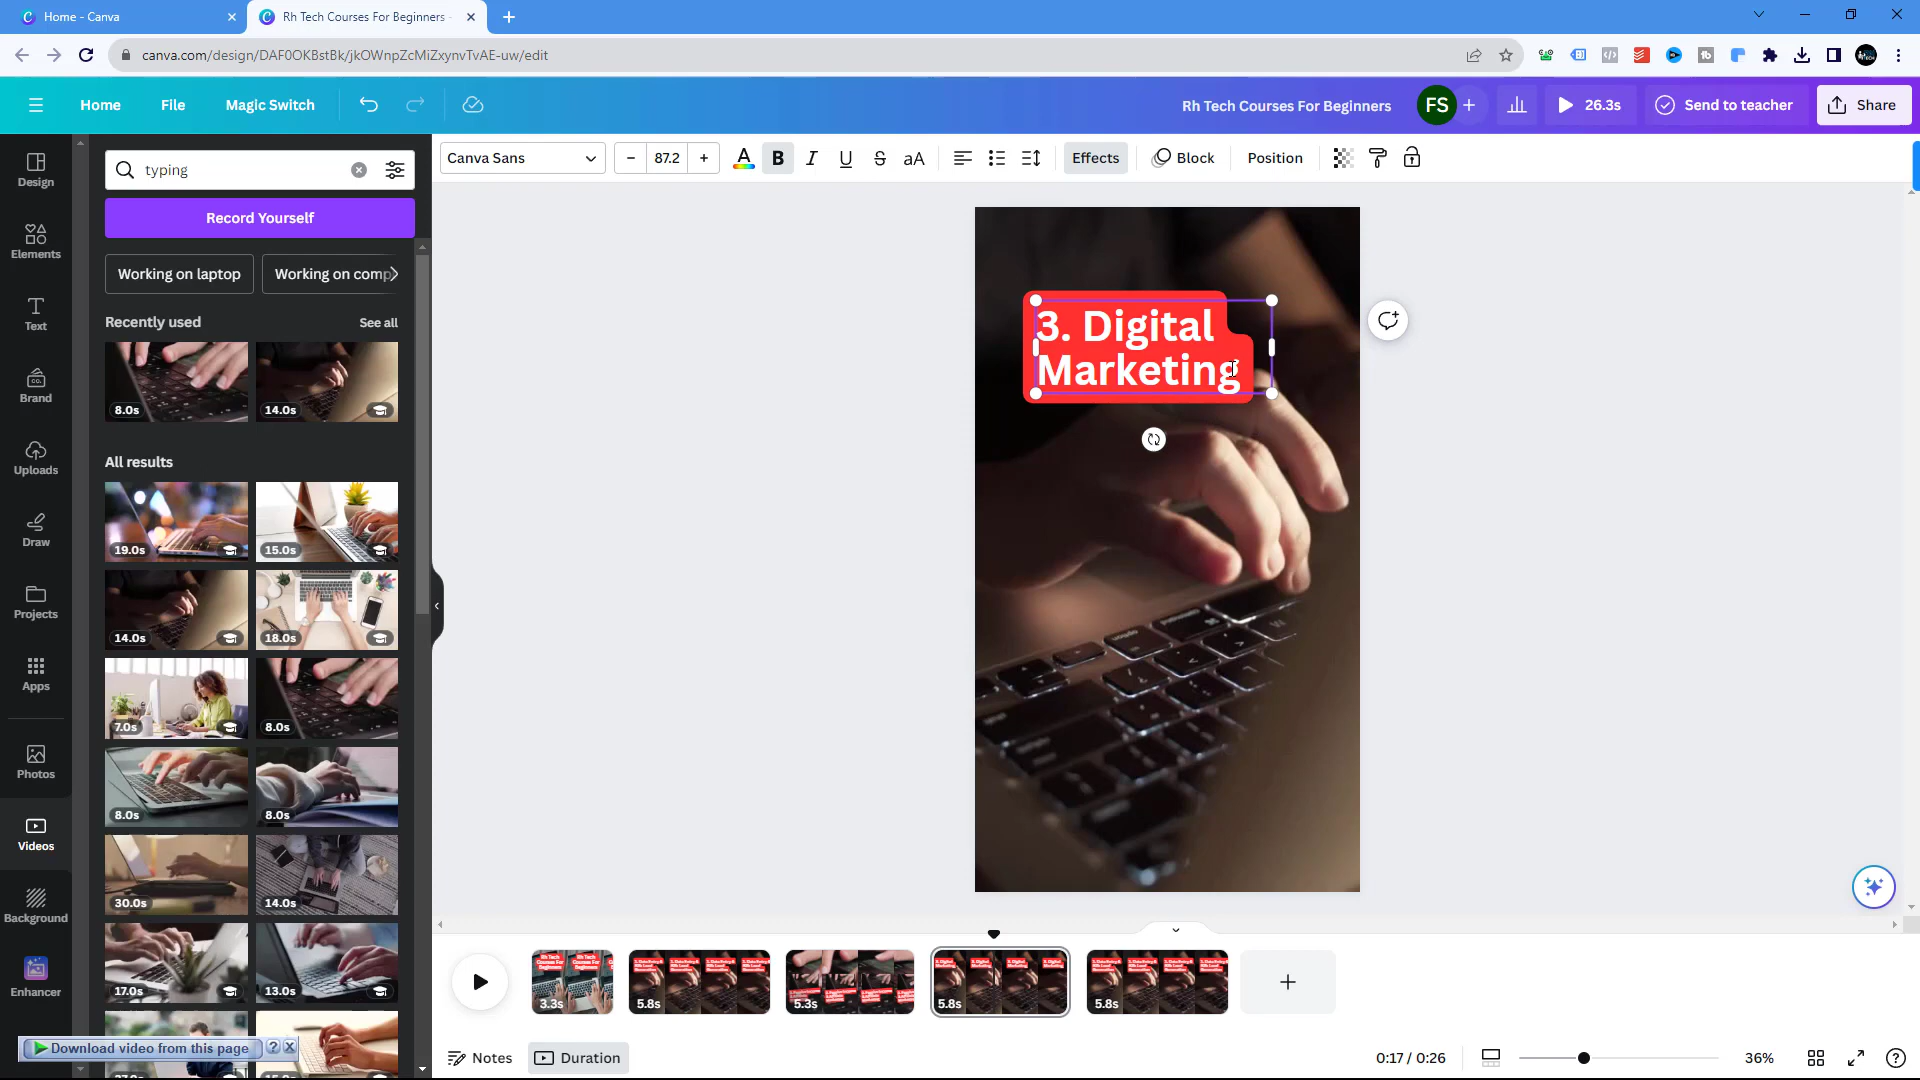 Home - Canva
Rh Tech Courses For Beginners -
canva.com/design/DAF0OKBstBk/jkOWnpZcMiZxynvTvAE-uw/edit
Home
File
Magic Switch
Rh Tech Courses For Beginners
FS
26.3s
Send to teacher
Share
typing
Canva Sans
87.2
A
B
I
U
S
aA
Effects
Block
Position
Record Yourself
Working on laptop
Working on comp
Recently used
See all
8.0s
14.0s
All results
19.0s
15.0s
14.0s
18.0s
7.0s
8.0s
8.0s
8.0s
30.0s
14.0s
17.0s
13.0s
Design
Elements
Text
Brand
Uploads
Draw
Projects
Apps
Photos
Videos
Background
Enhancer
3. Digital
Marketing
Download video from this page
3.3s
5.8s
5.3s
5.8s
5.8s
Notes
Duration
0:17 / 0:26
36%